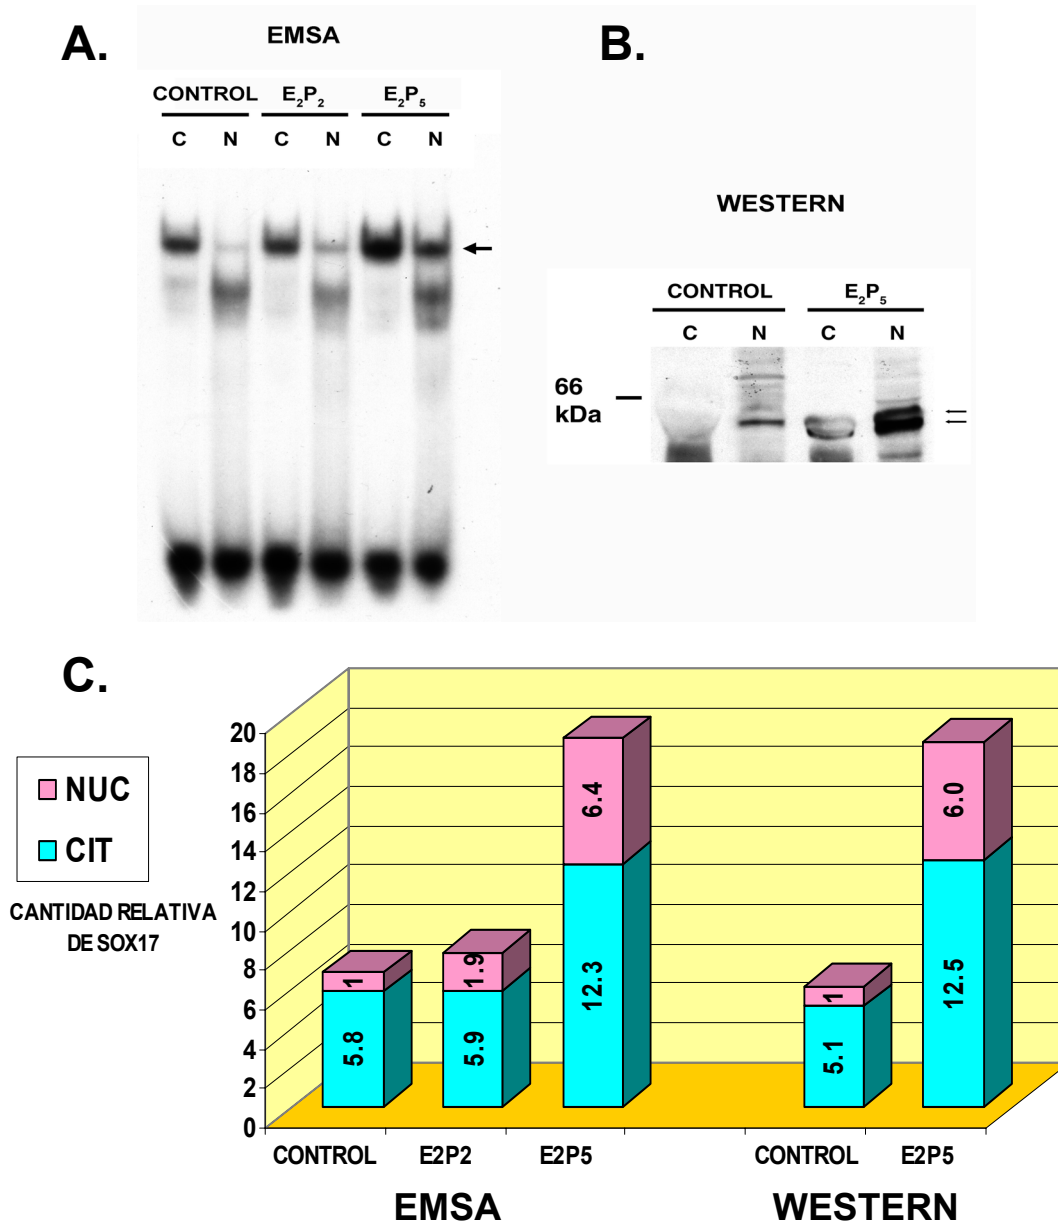 A.
EMSA
CONTROL E₂P₂ E₂P₅
C N C N C N
B.
WESTERN
CONTROL E₂P₅
C N C N
66
kDa
C.
NUC
CIT
CANTIDAD RELATIVA
DE SOX17
20
18
16
14
12
10
8
6
4
2
0
1
5.8
1.9
5.9
6.4
12.3
1
5.1
6.0
12.5
CONTROL E2P2 E2P5 CONTROL E2P5
EMSA WESTERN